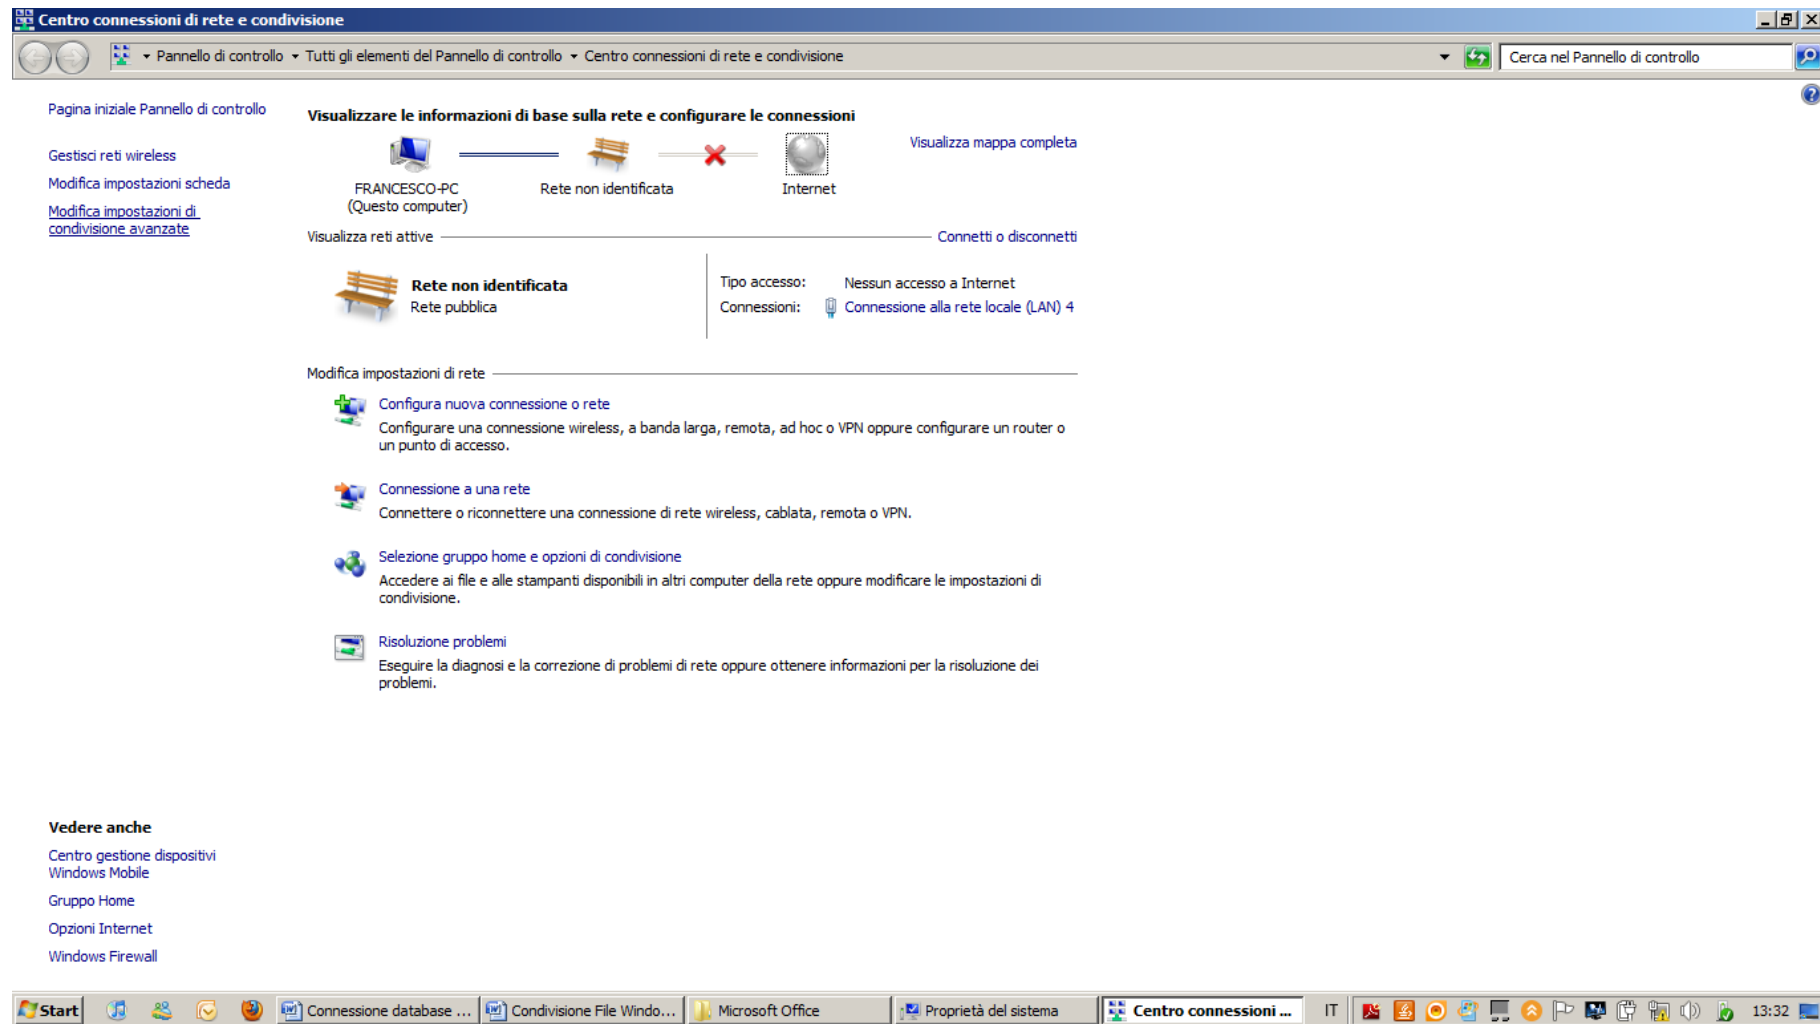 Centro connessioni di rete e condivisione
Pannello di controllo Tutti gli elementi del Pannello di controllo Centro connessioni di rete e condivisione
Cerca nel Pannello di controllo
Pagina iniziale Pannello di controllo
Gestisci reti wireless
Modifica impostazioni scheda
Modifica impostazioni di
condivisione avanzate
Visualizzare le informazioni di base sulla rete e configurare le connessioni
Visualizza mappa completa
FRANCESCO-PC
(Questo computer)
Rete non identificata
Internet
Visualizza reti attive
Connetti o disconnetti
Rete non identificata
Rete pubblica
Tipo accesso: Nessun accesso a Internet
Connessioni: Connessione alla rete locale (LAN) 4
Modifica impostazioni di rete
Configura nuova connessione o rete
Configurare una connessione wireless, a banda larga, remota, ad hoc o VPN oppure configurare un router o
un punto di accesso.
Connessione a una rete
Connettere o riconnettere una connessione di rete wireless, cablata, remota o VPN.
Selezione gruppo home e opzioni di condivisione
Accedere ai file e alle stampanti disponibili in altri computer della rete oppure modificare le impostazioni di
condivisione.
Risoluzione problemi
Eseguire la diagnosi e la correzione di problemi di rete oppure ottenere informazioni per la risoluzione dei
problemi.
Vedere anche
Centro gestione dispositivi
Windows Mobile
Gruppo Home
Opzioni Internet
Windows Firewall
Start Connessione database ... Condivisione File Windo... Microsoft Office Proprietà del sistema Centro connessioni ... IT 13:32